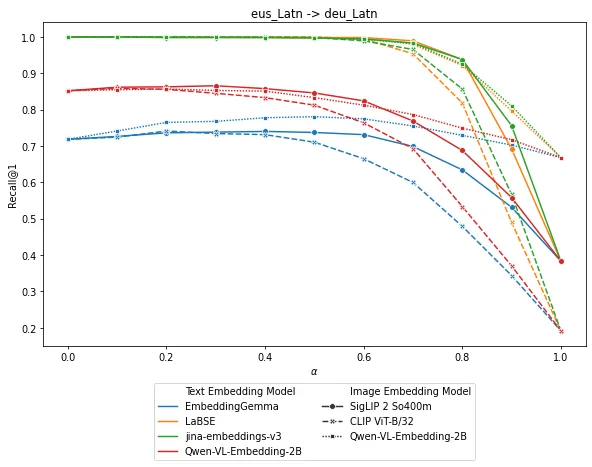 eus_Latn -> deu_Latn
Recall@1
1.0
0.9
0.8
0.7
0.6
0.5
0.4
0.3
0.2
0.0 0.2 0.4 0.6 0.8 1.0
α
Text Embedding Model
EmbeddingGemma
LaBSE
jina-embeddings-v3
Qwen-VL-Embedding-2B
Image Embedding Model
SigLIP 2 So400m
CLIP ViT-B/32
Qwen-VL-Embedding-2B